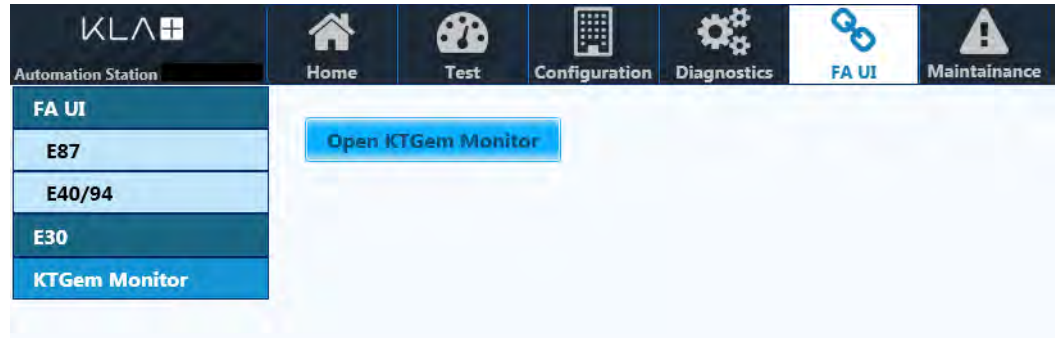 KLA+
Automation Station
Home
Test
Configuration
Diagnostics
FA UI
Maintainance
FA UI
E87
E40/94
E30
KTGem Monitor
Open KTGem Monitor